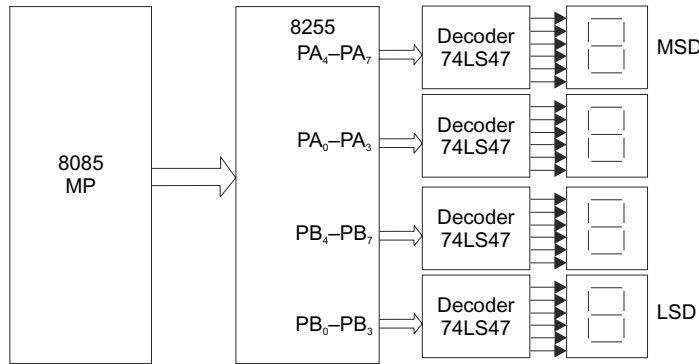 8085
MP
8255
PA₄–PA₇
PA₀–PA₃
PB₄–PB₇
PB₀–PB₃
Decoder
74LS47
Decoder
74LS47
Decoder
74LS47
Decoder
74LS47
MSD
LSD